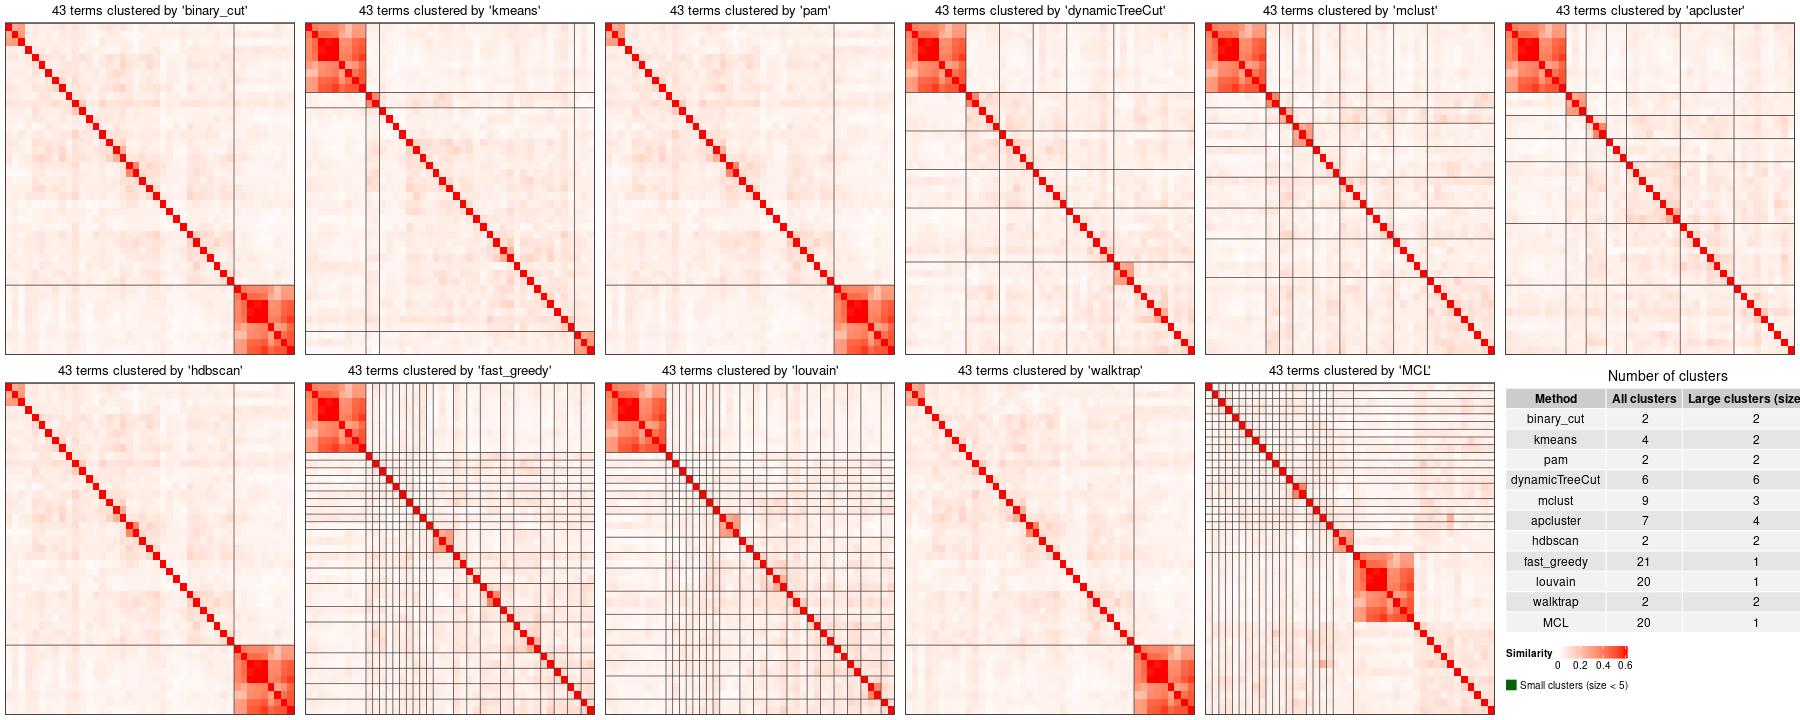 43 terms clustered by 'binary_cut'
43 terms clustered by 'kmeans'
43 terms clustered by 'pam'
43 terms clustered by 'dynamicTreeCut'
43 terms clustered by 'mclust'
43 terms clustered by 'apcluster'
43 terms clustered by 'hdbscan'
43 terms clustered by 'fast_greedy'
43 terms clustered by 'louvain'
43 terms clustered by 'walktrap'
43 terms clustered by 'MCL'
Number of clusters
Method All clusters Large clusters (size
binary_cut 2 2
kmeans 4 2
pam 2 2
dynamicTreeCut 6 6
mclust 9 3
apcluster 7 4
hdbscan 2 2
fast_greedy 21 1
louvain 20 1
walktrap 2 2
MCL 20 1
Similarity
0 0.2 0.4 0.6
Small clusters (size < 5)